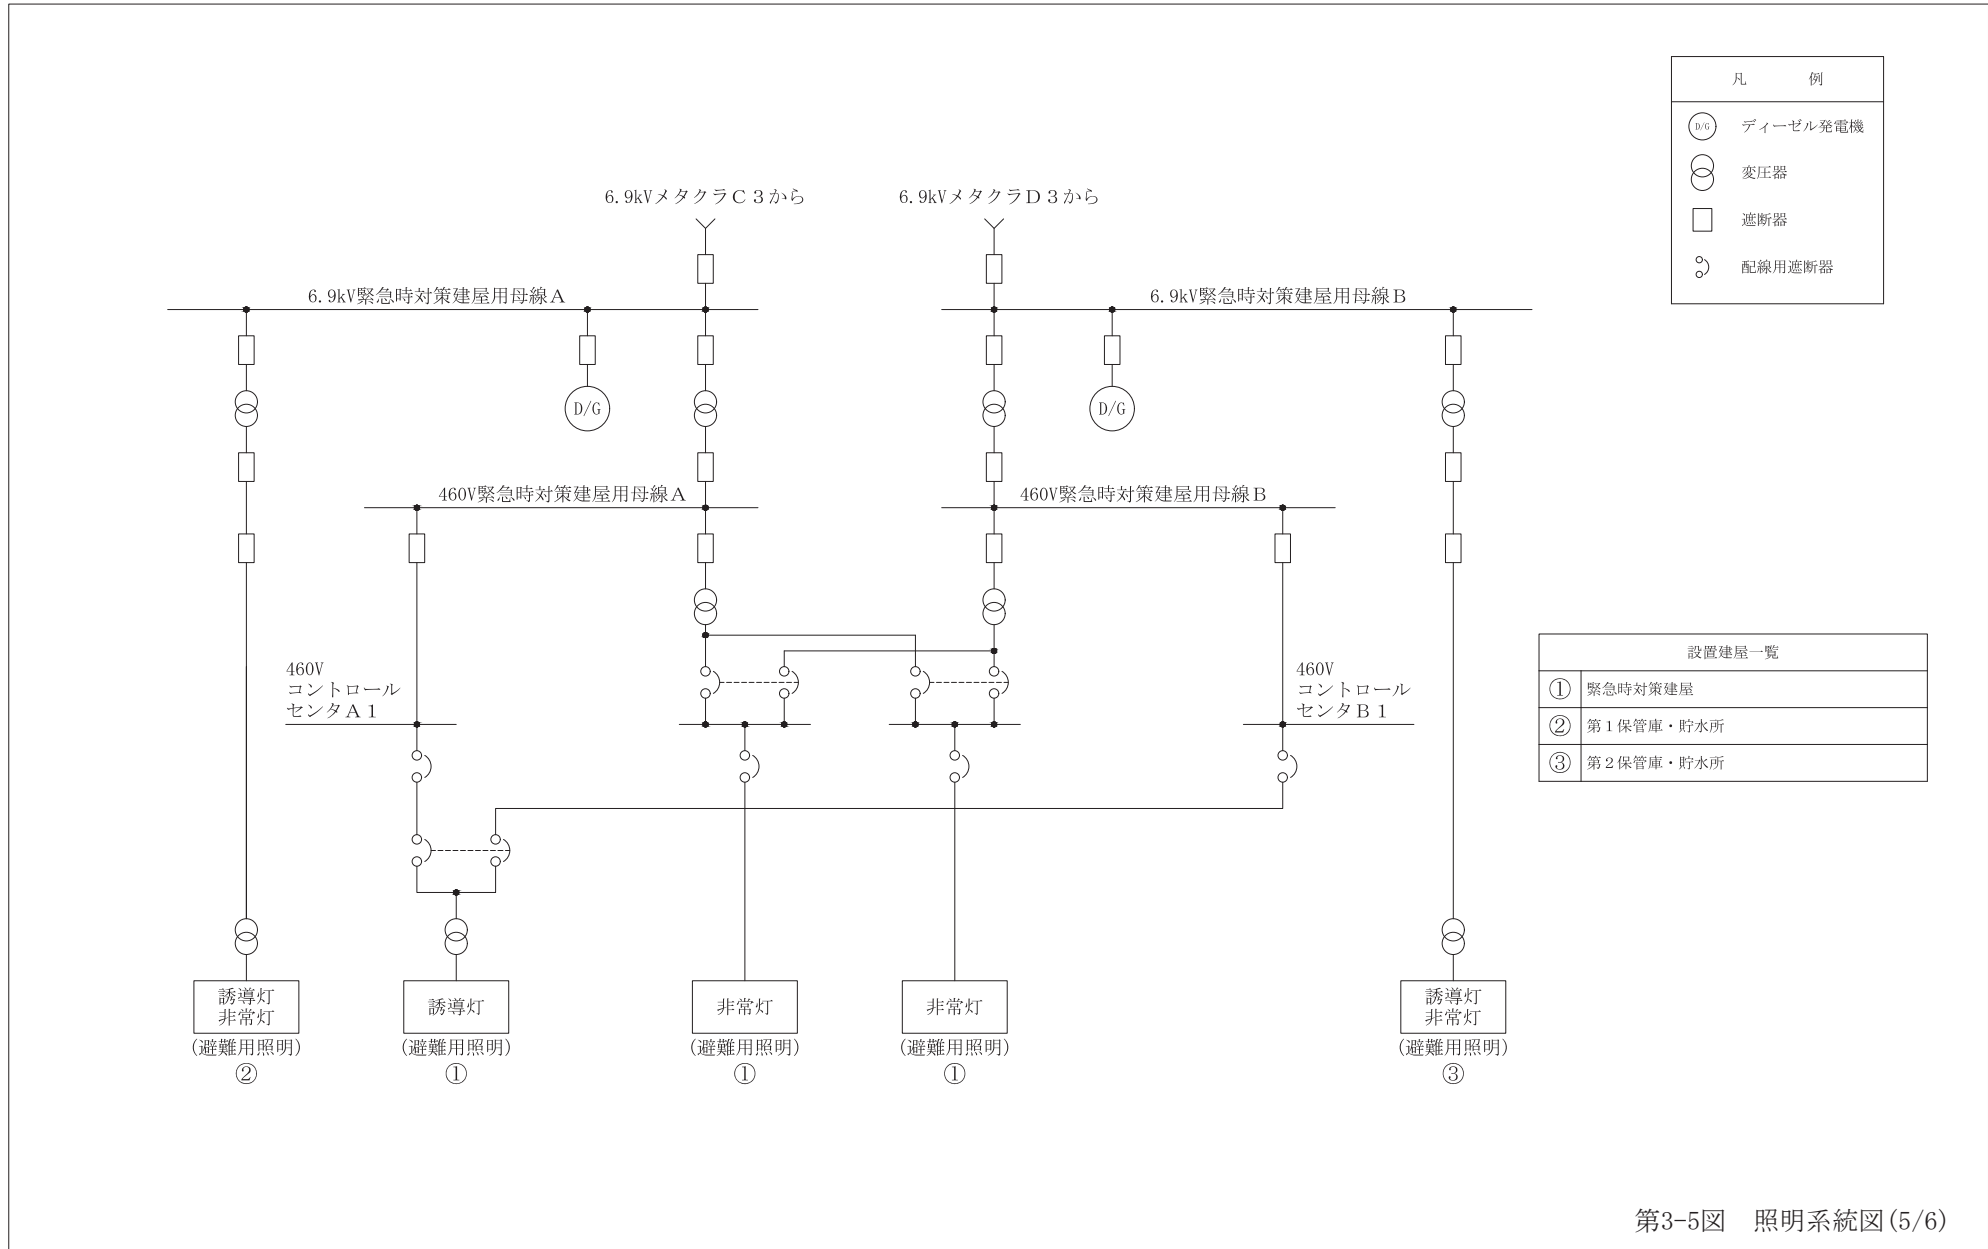 凡　例
D/G ディーゼル発電機
変圧器
遮断器
配線用遮断器
6.9kVメタクラC3から
6.9kVメタクラD3から
6.9kV緊急時対策建屋用母線A
6.9kV緊急時対策建屋用母線B
D/G
D/G
460V緊急時対策建屋用母線A
460V緊急時対策建屋用母線B
460V
コントロール
センタA1
460V
コントロール
センタB1
設置建屋一覧
① 緊急時対策建屋
② 第1保管庫・貯水所
③ 第2保管庫・貯水所
誘導灯
非常灯
(避難用照明)
②
誘導灯
(避難用照明)
①
非常灯
(避難用照明)
①
非常灯
(避難用照明)
①
誘導灯
非常灯
(避難用照明)
③
第3-5図　照明系統図(5/6)